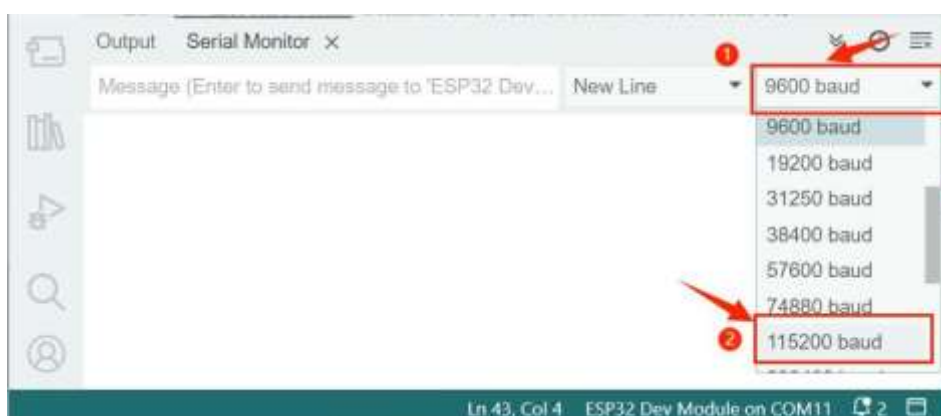 Output Serial Monitor ×
1
Message (Enter to send message to 'ESP32 Dev... New Line 9600 baud
9600 baud
19200 baud
31250 baud
38400 baud
57600 baud
74880 baud
2 115200 baud
Ln 43, Col 4 ESP32 Dev Module on COM11 2